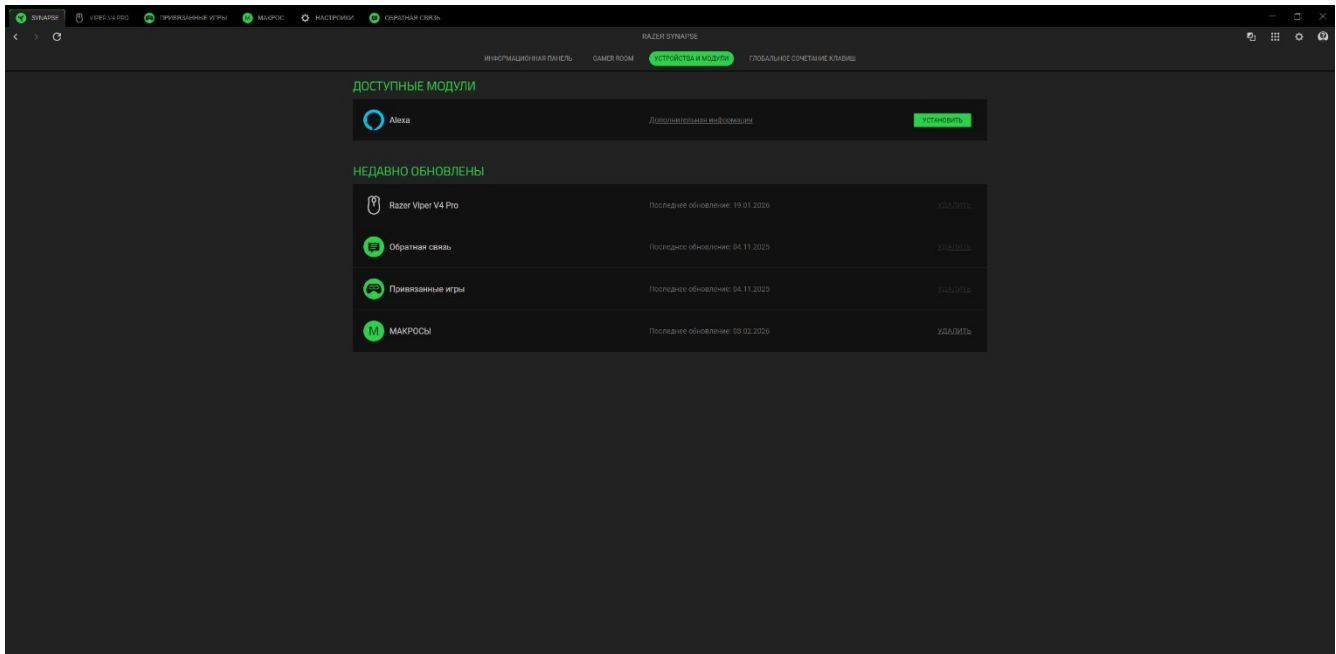 SYNAPSE VIPER V4 PRO ПРИВЯЗАННЫЕ ИГРЫ M МАКРОС НАСТРОЙКИ ОБРАТНАЯ СВЯЗЬ
RAZER SYNAPSE
ИНФОРМАЦИОННАЯ ПАНЕЛЬ GAMER ROOM УСТРОЙСТВА И МОДУЛИ ГЛОБАЛЬНОЕ СОЧЕТАНИЕ КЛАВИШ
ДОСТУПНЫЕ МОДУЛИ
Alexa Дополнительная информация УСТАНОВИТЬ
НЕДАВНО ОБНОВЛЕНЫ
Razer Viper V4 Pro Последнее обновление: 19.01.2026 УДАЛИТЬ
Обратная связь Последнее обновление: 04.11.2025 УДАЛИТЬ
Привязанные игры Последнее обновление: 04.11.2025 УДАЛИТЬ
M МАКРОСЫ Последнее обновление: 03.02.2026 УДАЛИТЬ